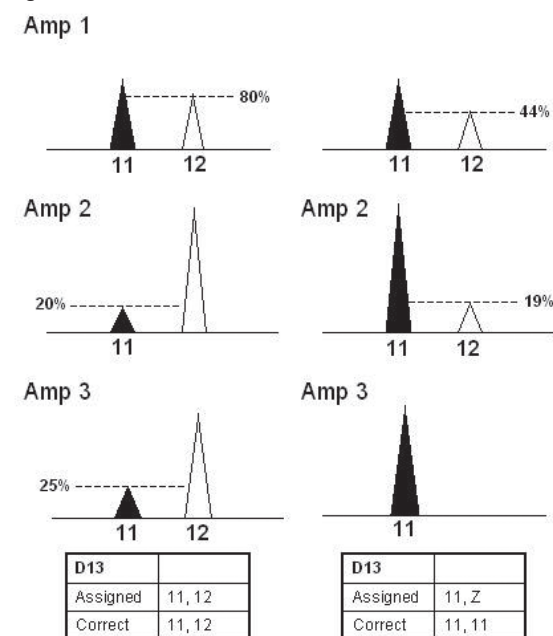 Amp 1
80%
11 12
44%
11 12
Amp 2
20%
11
Amp 2
19%
11 12
Amp 3
25%
11 12
Amp 3
11
D13
Assigned 11, 12
Correct 11, 12
D13
Assigned 11, Z
Correct 11, 11